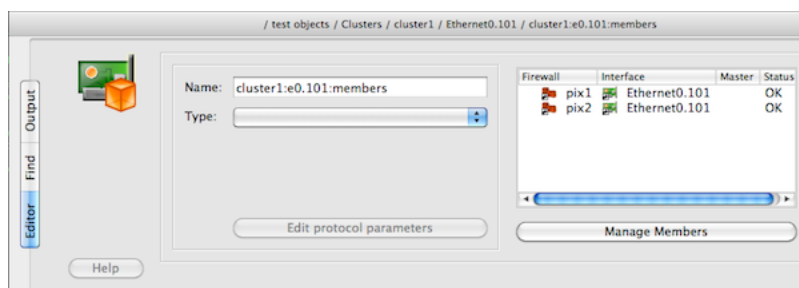 / test objects / Clusters / cluster1 / Ethernet0.101 / cluster1:e0.101:members
Output
Find
Editor
Name: cluster1:e0.101:members
Type:
Edit protocol parameters
Help
Firewall Interface Master Status
pix1 Ethernet0.101 OK
pix2 Ethernet0.101 OK
Manage Members